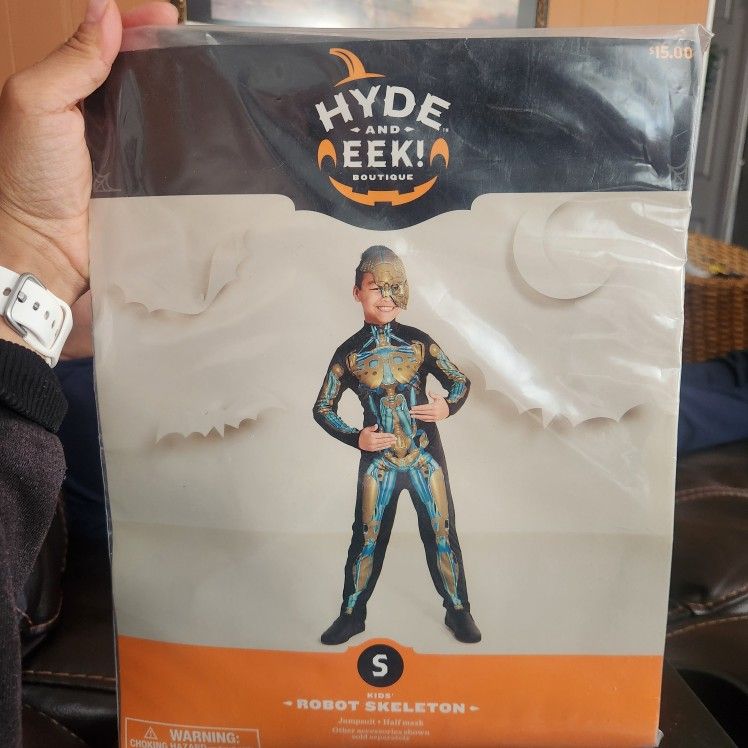 $15.00
HYDE
AND
EEK!
BOUTIQUE
S
KIDS'
ROBOT SKELETON
Jumpsuit • Half mask
Other accessories shown
sold separately
WARNING:
CHOKING HAZARD